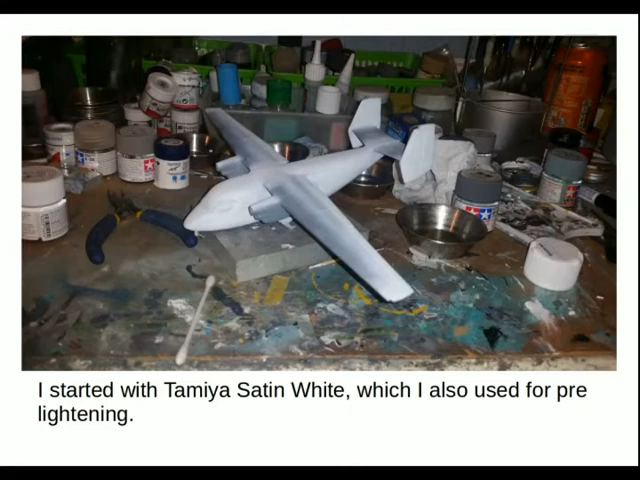 I started with Tamiya Satin White, which I also used for pre
lightening.